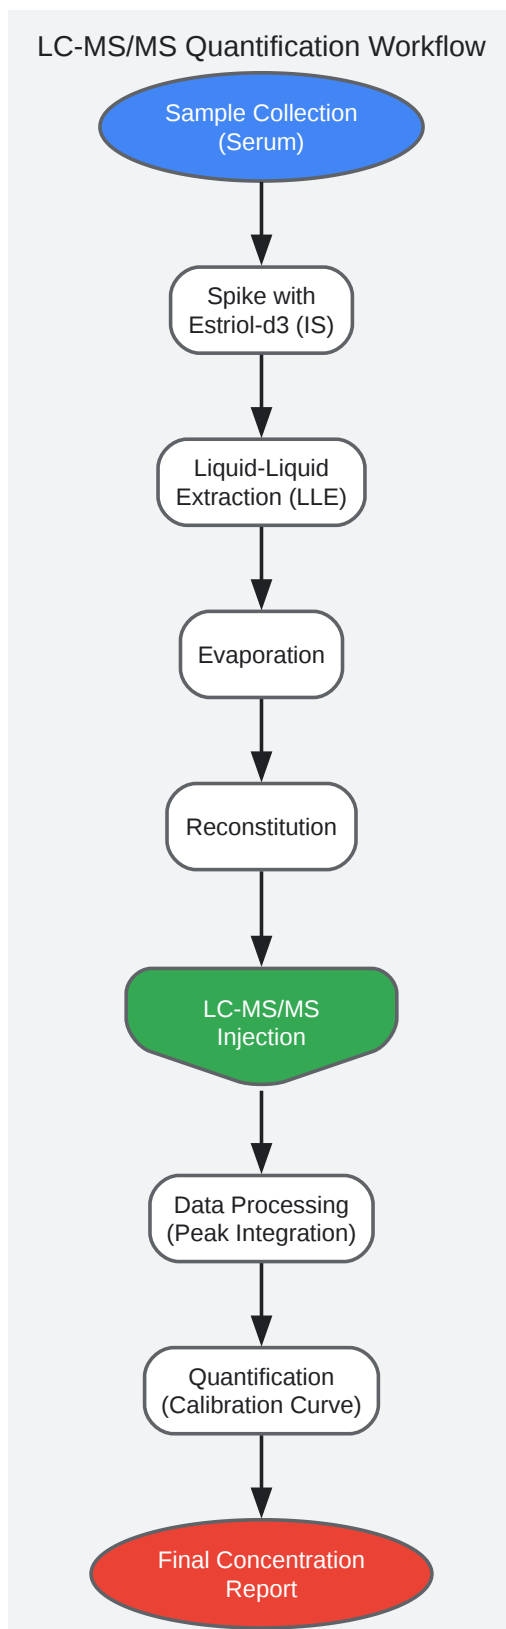 LC-MS/MS Quantification Workflow
Sample Collection
(Serum)
Spike with
Estriol-d3 (IS)
Liquid-Liquid
Extraction (LLE)
Evaporation
Reconstitution
LC-MS/MS
Injection
Data Processing
(Peak Integration)
Quantification
(Calibration Curve)
Final Concentration
Report